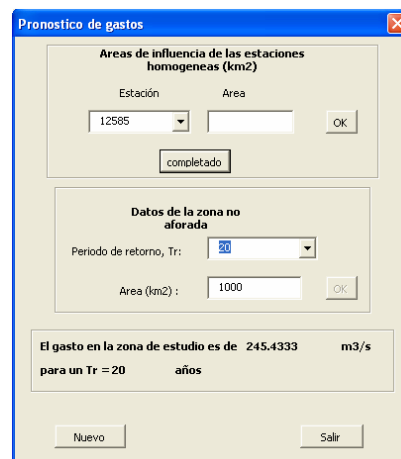 Pronostico de gastos
Areas de influencia de las estaciones
homogeneas (km2)
Estación Area
12585 OK
completado
Datos de la zona no
aforada
Periodo de retorno, Tr: 20
Area (km2) : 1000 OK
El gasto en la zona de estudio es de 245.4333 m3/s
para un Tr = 20 años
Nuevo Salir